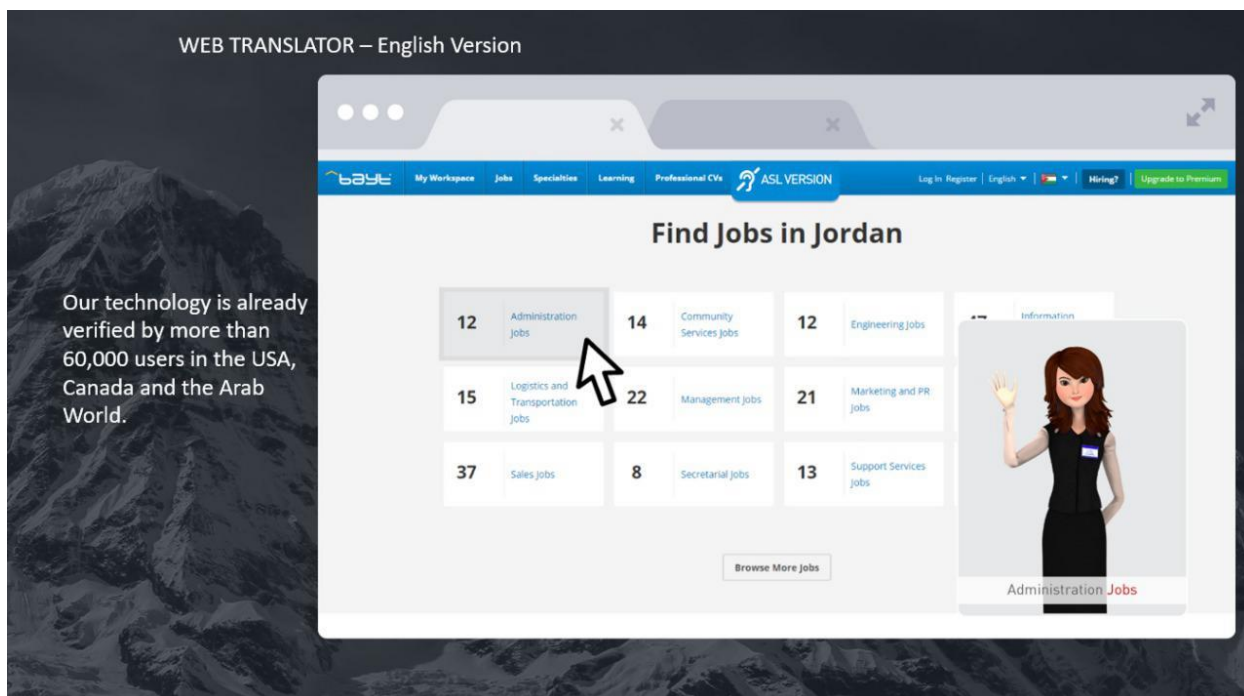 WEB TRANSLATOR – English Version
bayt
My Workspace
Jobs
Specialties
Learning
Professional CVs
ASL VERSION
Log In
Register
English
Hiring?
Upgrade to Premium
Find Jobs in Jordan
12
Administration
Jobs
14
Community
Services Jobs
12
Engineering Jobs
Information
Our technology is already
verified by more than
60,000 users in the USA,
Canada and the Arab
World.
15
Logistics and
Transportation
Jobs
22
Management Jobs
21
Marketing and PR
Jobs
37
Sales Jobs
8
Secretarial Jobs
13
Support Services
Jobs
Browse More Jobs
Administration Jobs